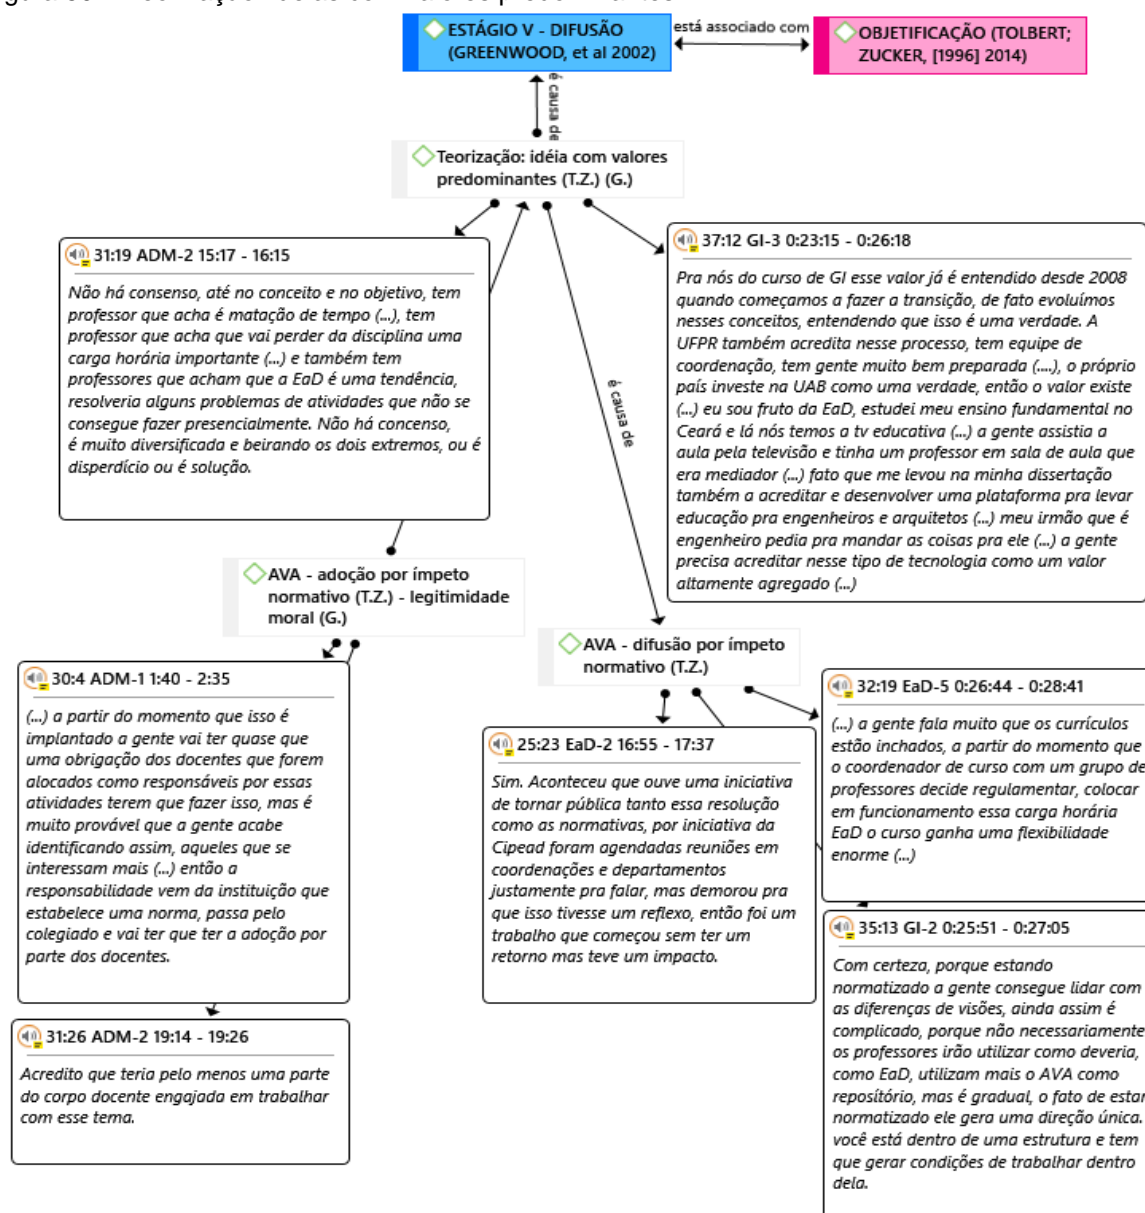 ESTÁGIO V - DIFUSÃO
(GREENWOOD, et al 2002)
está associado com
OBJETIFICAÇÃO (TOLBERT;
ZUCKER, [1996] 2014)
é causa de
Teorização: idéia com valores
predominantes (T.Z.) (G.)
31:19 ADM-2 15:17 - 16:15
Não há consenso, até no conceito e no objetivo, tem
professor que acha é matação de tempo (...), tem
professor que acha que vai perder da disciplina uma
carga horária importante (...) e também tem
professores que acham que a EaD é uma tendência,
resolveria alguns problemas de atividades que não se
consegue fazer presencialmente. Não há concenso,
é muito diversificada e beirando os dois extremos, ou é
disperdício ou é solução.
37:12 GI-3 0:23:15 - 0:26:18
Pra nós do curso de GI esse valor já é entendido desde 2008
quando começamos a fazer a transição, de fato evoluímos
nesses conceitos, entendendo que isso é uma verdade. A
UFPR também acredita nesse processo, tem equipe de
coordenação, tem gente muito bem preparada (....), o próprio
país investe na UAB como uma verdade, então o valor existe
(...) eu sou fruto da EaD, estudei meu ensino fundamental no
Ceará e lá nós temos a tv educativa (...) a gente assistia a
aula pela televisão e tinha um professor em sala de aula que
era mediador (...) fato que me levou na minha dissertação
também a acreditar e desenvolver uma plataforma pra levar
educação pra engenheiros e arquitetos (...) meu irmão que é
engenheiro pedia pra mandar as coisas pra ele (...) a gente
precisa acreditar nesse tipo de tecnologia como um valor
altamente agregado (...)
é causa de
AVA - adoção por ímpeto
normativo (T.Z.) - legitimidade
moral (G.)
AVA - difusão por ímpeto
normativo (T.Z.)
30:4 ADM-1 1:40 - 2:35
(...) a partir do momento que isso é
implantado a gente vai ter quase que
uma obrigação dos docentes que forem
alocados como responsáveis por essas
atividades terem que fazer isso, mas é
muito provável que a gente acabe
identificando assim, aqueles que se
interessam mais (...) então a
responsabilidade vem da instituição que
estabelece uma norma, passa pelo
colegiado e vai ter que ter a adoção por
parte dos docentes.
31:26 ADM-2 19:14 - 19:26
Acredito que teria pelo menos uma parte
do corpo docente engajada em trabalhar
com esse tema.
25:23 EaD-2 16:55 - 17:37
Sim. Aconteceu que ouve uma iniciativa
de tornar pública tanto essa resolução
como as normativas, por iniciativa da
Cipead foram agendadas reuniões em
coordenações e departamentos
justamente pra falar, mas demorou pra
que isso tivesse um reflexo, então foi um
trabalho que começou sem ter um
retorno mas teve um impacto.
32:19 EaD-5 0:26:44 - 0:28:41
(...) a gente fala muito que os currículos
estão inchados, a partir do momento que
o coordenador de curso com um grupo de
professores decide regulamentar, colocar
em funcionamento essa carga horária
EaD o curso ganha uma flexibilidade
enorme (...)
35:13 GI-2 0:25:51 - 0:27:05
Com certeza, porque estando
normatizado a gente consegue lidar com
as diferenças de visões, ainda assim é
complicado, porque não necessariamente
os professores irão utilizar como deveria,
como EaD, utilizam mais o AVA como
repositório, mas é gradual, o fato de estar
normatizado ele gera uma direção única.
você está dentro de uma estrutura e tem
que gerar condições de trabalhar dentro
dela.